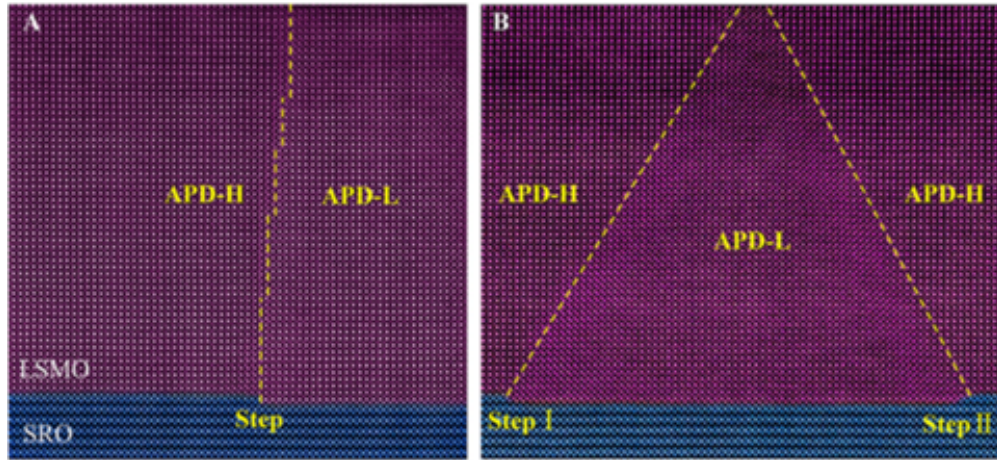 A
APD-H
APD-L
LSMO
Step
SRO
B
APD-H
APD-H
APD-L
Step I
Step II